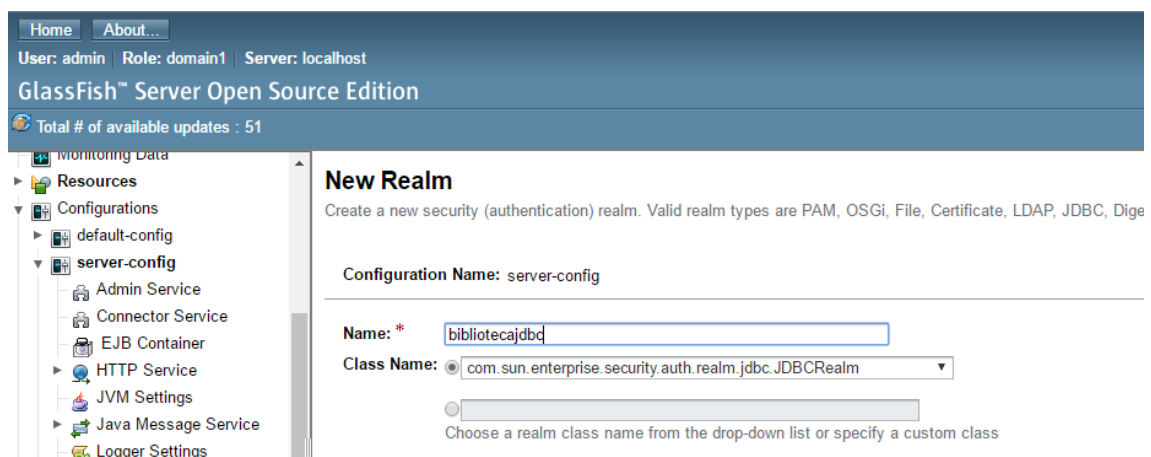 Home About...
User: admin Role: domain1 Server: localhost
GlassFish™ Server Open Source Edition
Total # of available updates : 51
Monitoring Data
Resources
Configurations
default-config
server-config
Admin Service
Connector Service
EJB Container
HTTP Service
JVM Settings
Java Message Service
Logger Settings
New Realm
Create a new security (authentication) realm. Valid realm types are PAM, OSGi, File, Certificate, LDAP, JDBC, Dige
Configuration Name: server-config
Name: * bibliotecajdbc
Class Name: com.sun.enterprise.security.auth.realm.jdbc.JDBCRealm
Choose a realm class name from the drop-down list or specify a custom class